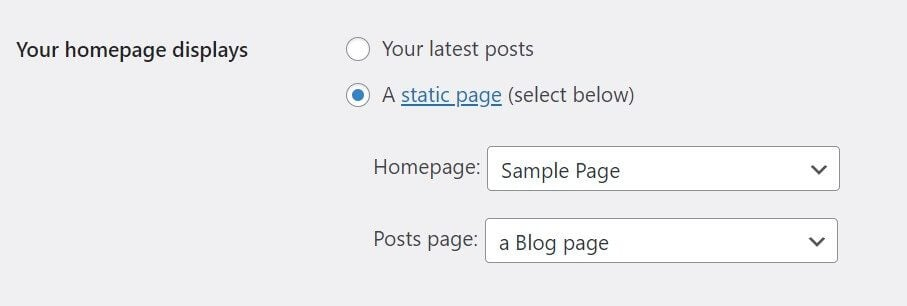 Your homepage displays
Your latest posts
A static page (select below)
Homepage: Sample Page
Posts page: a Blog page